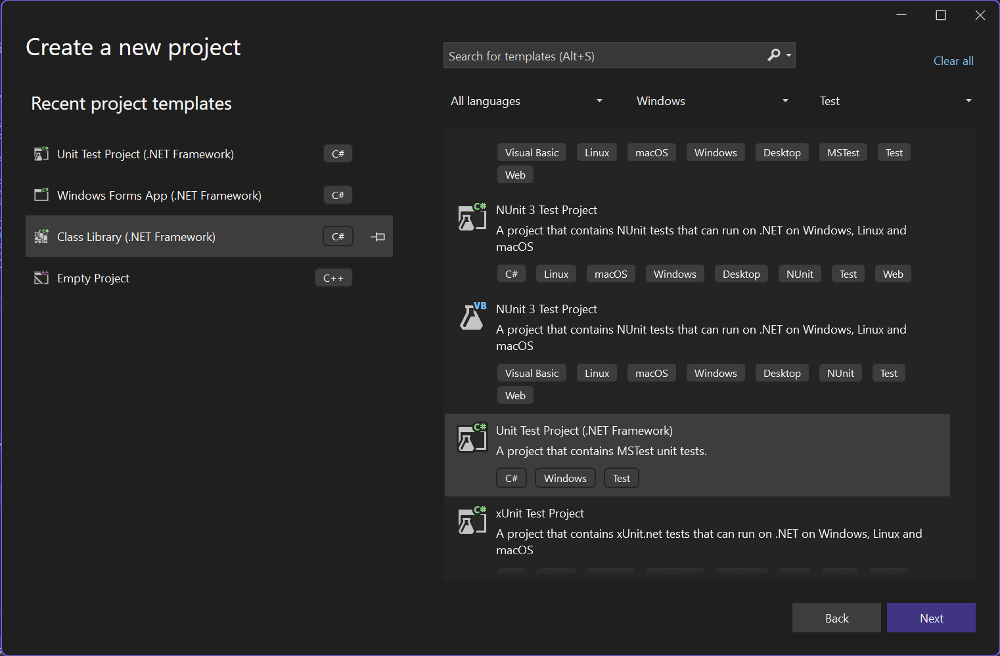 Create a new project
Search for templates (Alt+S)
Clear all
Recent project templates
All languages
Windows
Test
Unit Test Project (.NET Framework)
C#
Windows Forms App (.NET Framework)
C#
Class Library (.NET Framework)
C#
Empty Project
C++
Visual Basic Linux macOS Windows Desktop MSTest Test
Web
C#
NUnit 3 Test Project
A project that contains NUnit tests that can run on .NET on Windows, Linux and
macOS
C# Linux macOS Windows Desktop NUnit Test Web
VB
NUnit 3 Test Project
A project that contains NUnit tests that can run on .NET on Windows, Linux and
macOS
Visual Basic Linux macOS Windows Desktop NUnit Test
Web
C#
Unit Test Project (.NET Framework)
A project that contains MSTest unit tests.
C# Windows Test
C#
xUnit Test Project
A project that contains xUnit.net tests that can run on .NET on Windows, Linux and
macOS
Back
Next